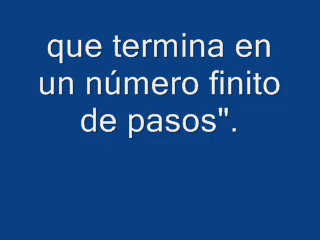 que termina en
un número finito
de pasos".